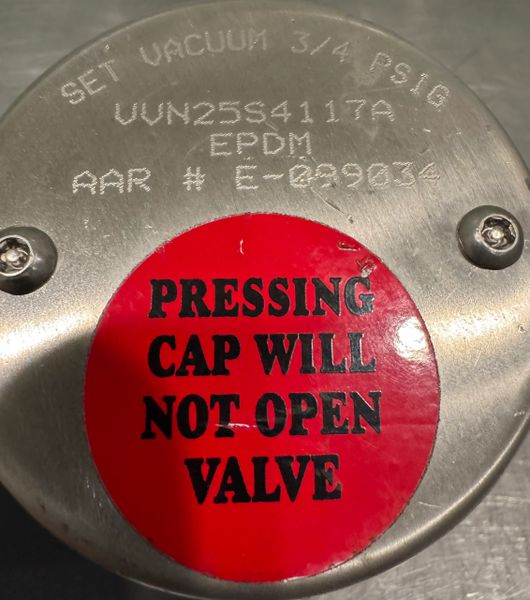 SET VACUUM 3/4 PSIG
VVN25S4117A
EPDM
AAR # E-099034
PRESSING
CAP WILL
NOT OPEN
VALVE